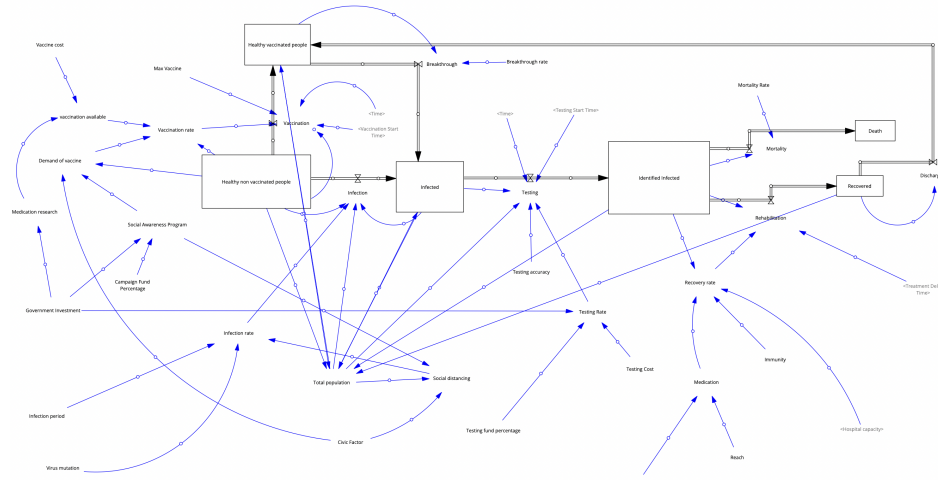 Vaccine cost
Healthy vaccinated people
Breakthrough
Breakthrough rate
Max Vaccine
Mortality Rate
vaccination available
<Time>
<Testing Start Time>
<Time>
Vaccination rate
Vaccination
<Vaccination Start
Time>
Death
Mortality
Demand of vaccine
Healthy non vaccinated people
Infected
Identified Infected
Recovered
Infection
Testing
Medication research
Social Awareness Program
Rehabilitation
Testing accuracy
Campaign Fund
Percentage
Recovery rate
Time>
Government Investment
Testing Rate
Infection rate
Immunity
Testing Cost
Total population
Social distancing
Medication
Infection period
Testing fund percentage
<Hospital capacity>
Civic Factor
Reach
Virus mutation